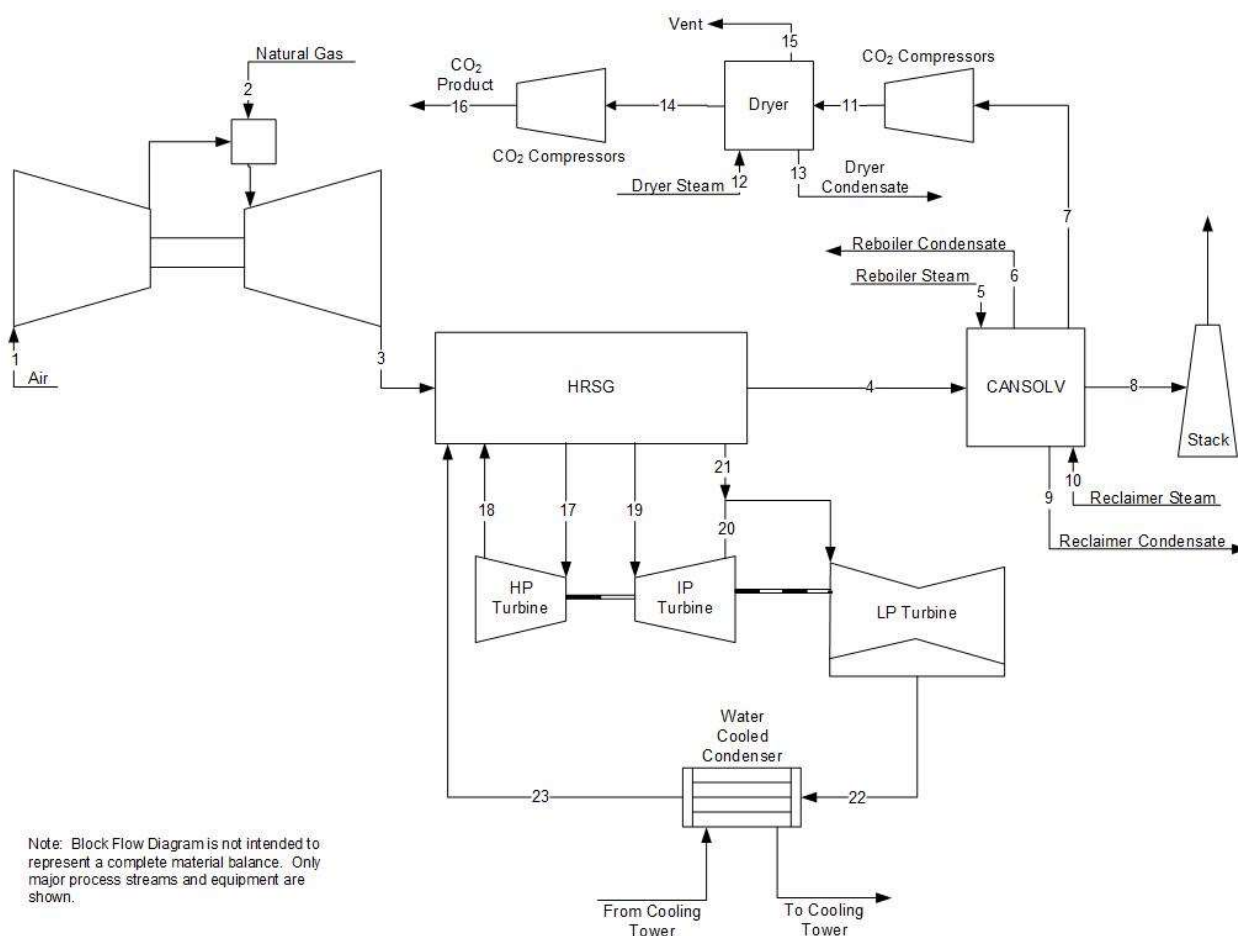 Vent
15
Natural Gas
CO₂
Product
CO₂ Compressors
2
16
14
Dryer
11
CO₂ Compressors
Dryer Steam
12
13
Dryer
Condensate
7
Reboiler Condensate
6
Reboiler Steam
5
1
Air
3
HRSG
4
CANSOLV
8
Stack
21
9
10
Reclaimer Steam
18
17
19
20
Reclaimer Condensate
HP
Turbine
IP
Turbine
LP Turbine
Water
Cooled
Condenser
23
22
Note: Block Flow Diagram is not intended to
represent a complete material balance. Only
major process streams and equipment are
shown.
From Cooling
Tower
To Cooling
Tower